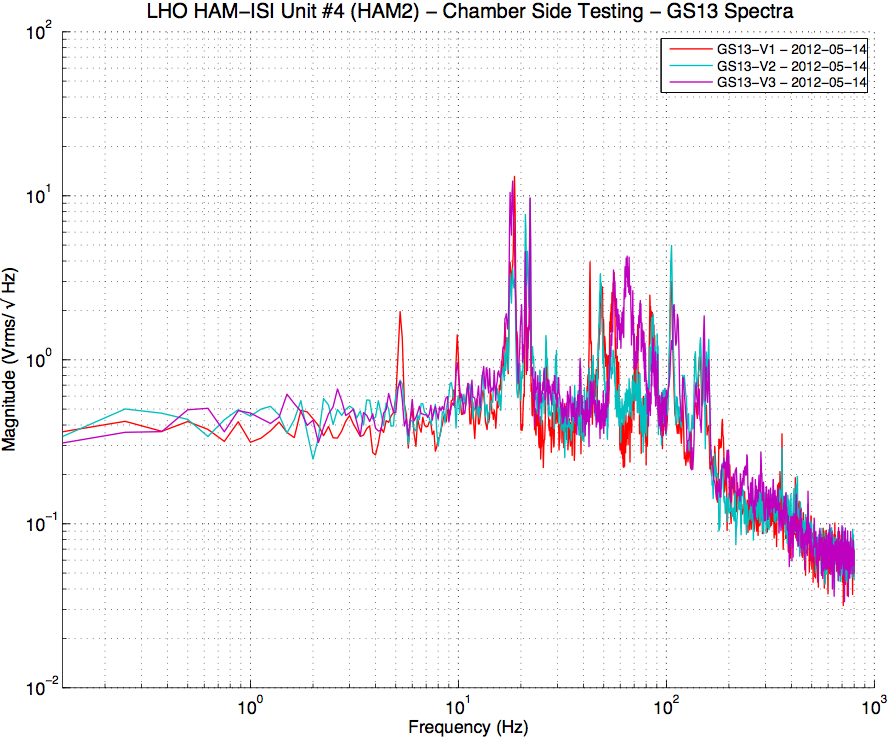 LHO HAM−ISI Unit #4 (HAM2) − Chamber Side Testing − GS13 Spectra
GS13−V1 − 2012−05−14
GS13−V2 − 2012−05−14
GS13−V3 − 2012−05−14
10^2
10^1
10^0
10^−1
10^−2
Magnitude (Vrms/ √ Hz)
10^0
10^1
10^2
10^3
Frequency (Hz)